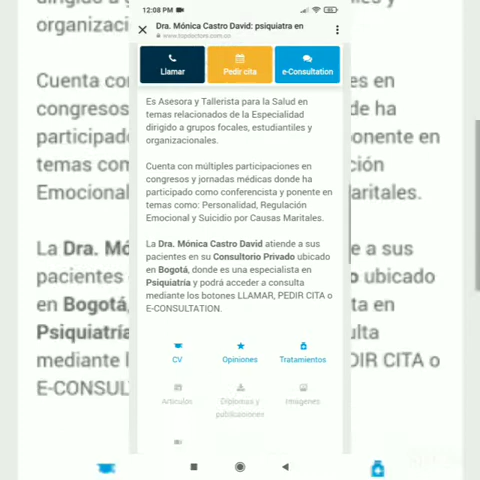 12:08 PM
Dra. Mónica Castro David: psiquiatra en
www.topdoctors.com.co
Llamar
Pedir cita
e-Consultation
Es Asesora y Tallerista para la Salud en
temas relacionados de la Especialidad
dirigido a grupos focales, estudiantiles y
organizacionales.
Cuenta con múltiples participaciones en
congresos y jornadas médicas donde ha
participado como conferencista y ponente en
temas como: Personalidad, Regulación
Emocional y Suicidio por Causas Maritales.
La Dra. Mónica Castro David atiende a sus
pacientes en su Consultorio Privado ubicado
en Bogotá, donde es una especialista en
Psiquiatría y podrá acceder a consulta
mediante los botones LLAMAR, PEDIR CITA o
E-CONSULTATION.
CV
Opiniones
Tratamientos
Artículos
Diplomas y
publicaciones
Imágenes